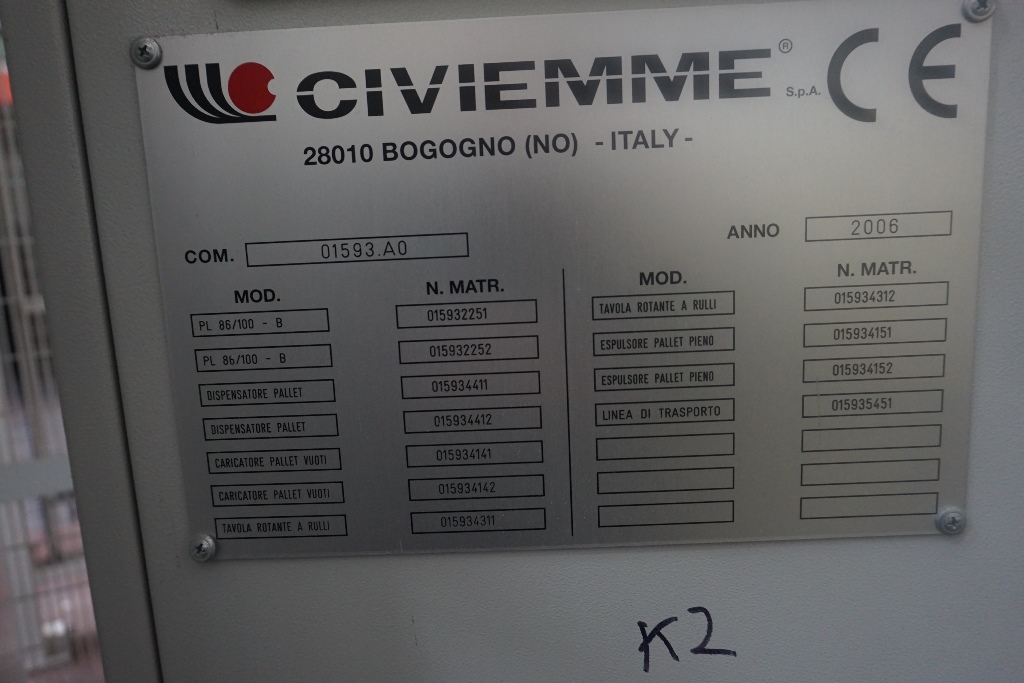 CIVIEMME® S.p.A. CE
28010 BOGOGNO (NO) - ITALY -
COM. 01593.A0
ANNO 2006
MOD. N. MATR.
PL 86/100 - B 015932251
PL 86/100 - B 015932252
DISPENSATORE PALLET 015934411
DISPENSATORE PALLET 015934412
CARICATORE PALLET VUOTI 015934141
CARICATORE PALLET VUOTI 015934142
TAVOLA ROTANTE A RULLI 015934311
MOD. N. MATR.
TAVOLA ROTANTE A RULLI 015934312
ESPULSORE PALLET PIENO 015934151
ESPULSORE PALLET PIENO 015934152
LINEA DI TRASPORTO 015935451
K2